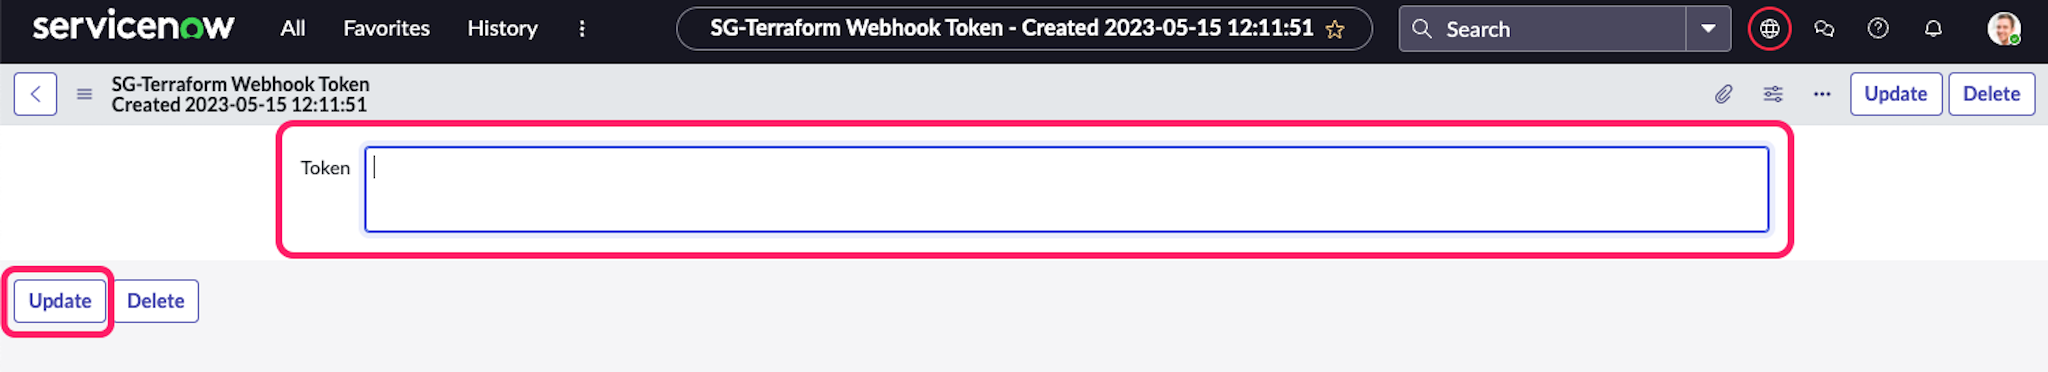 servicenow All Favorites History SG-Terraform Webhook Token - Created 2023-05-15 12:11:51 Search
SG-Terraform Webhook Token
Created 2023-05-15 12:11:51
Update Delete
Token
Update Delete